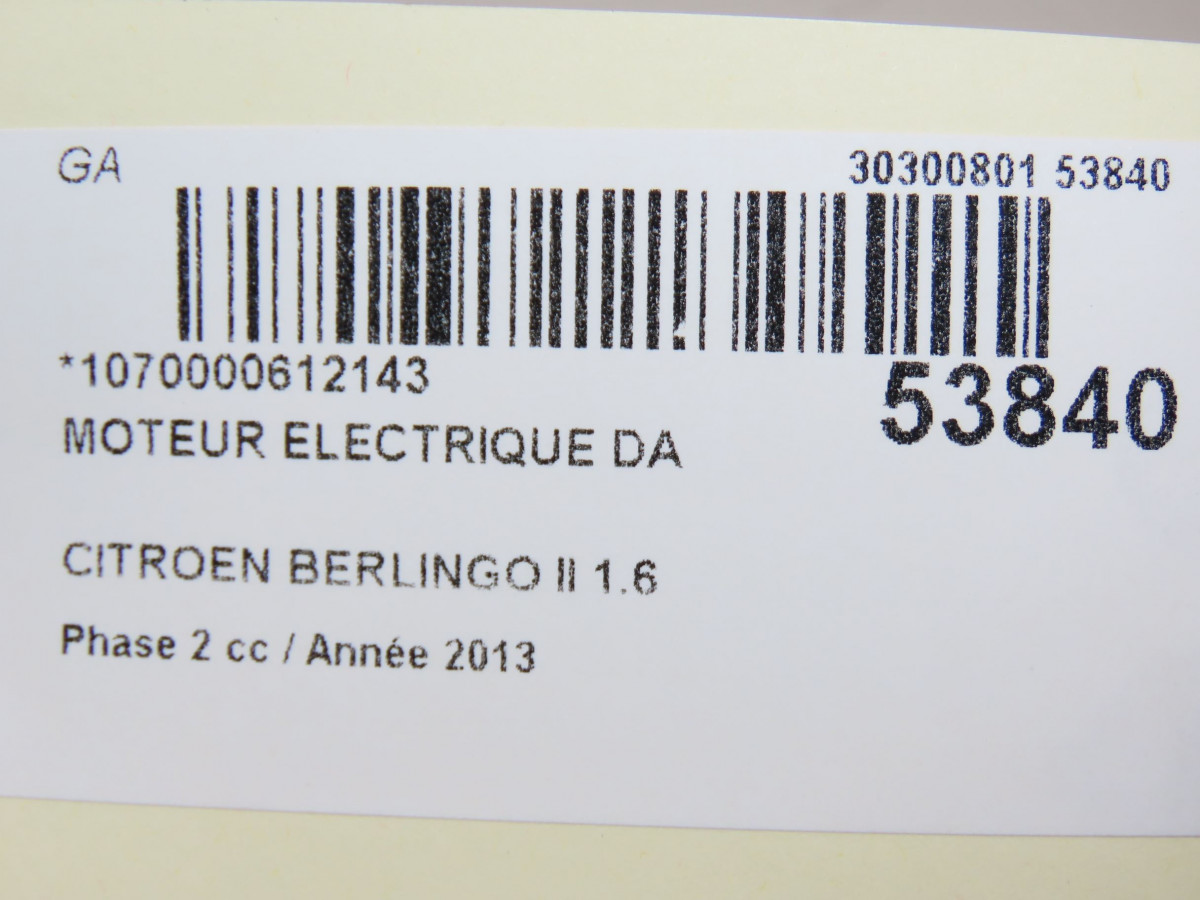 GA 30300801 53840
*1070000612143
53840
MOTEUR ELECTRIQUE DA
CITROEN BERLINGO II 1.6
Phase 2 cc / Année 2013